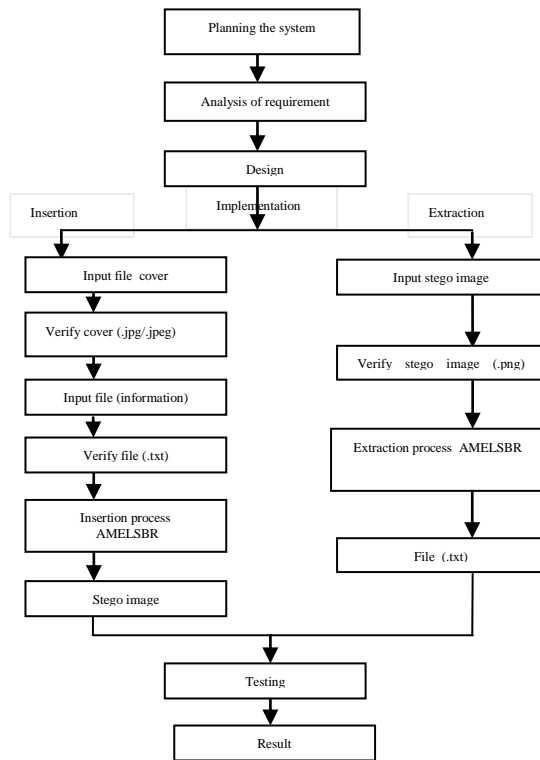 Planning the system
Analysis of requirement
Design
Implementation
Insertion
Extraction
Input file cover
Verify cover (.jpg/.jpeg)
Input file (information)
Verify file (.txt)
Insertion process
AMELSBR
Stego image
Input stego image
Verify stego image (.png)
Extraction process AMELSBR
File (.txt)
Testing
Result